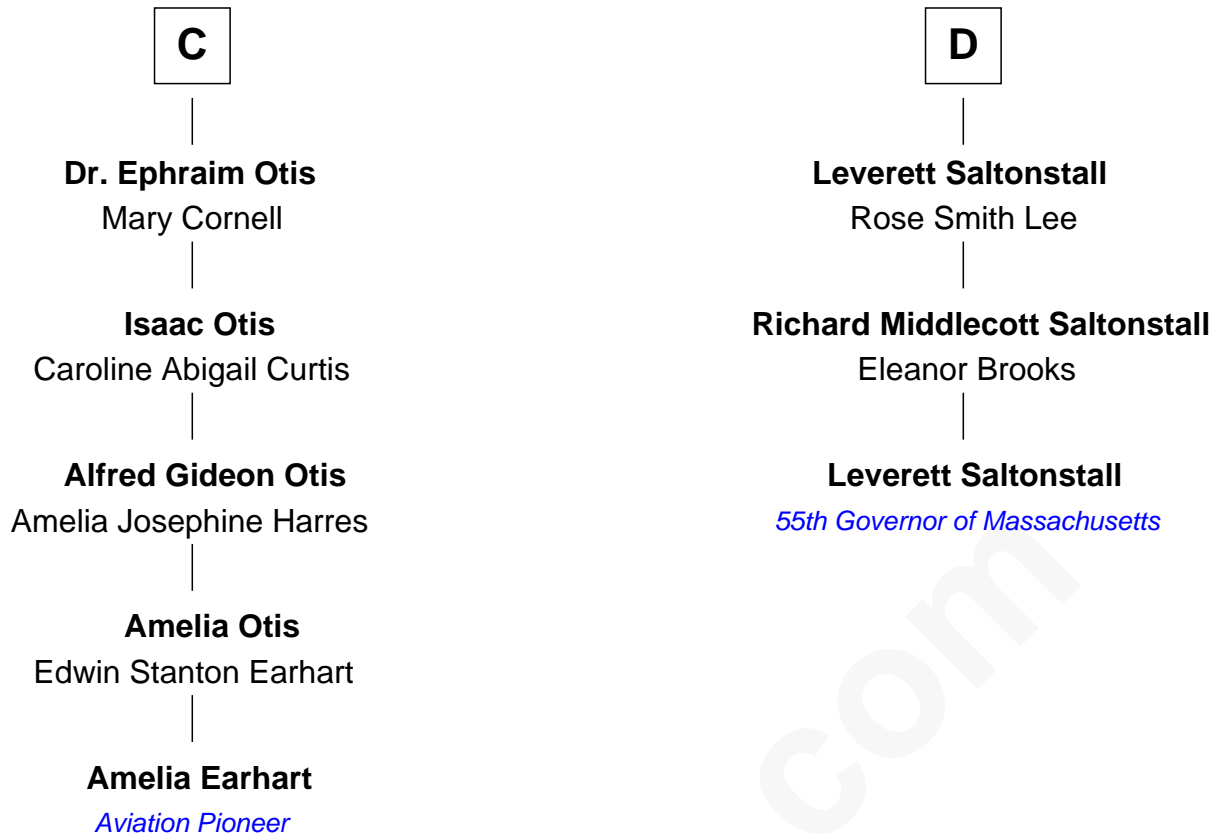 C
Dr. Ephraim Otis
Mary Cornell
Isaac Otis
Caroline Abigail Curtis
Alfred Gideon Otis
Amelia Josephine Harres
Amelia Otis
Edwin Stanton Earhart
Amelia Earhart
Aviation Pioneer
D
Leverett Saltonstall
Rose Smith Lee
Richard Middlecott Saltonstall
Eleanor Brooks
Leverett Saltonstall
55th Governor of Massachusetts
com